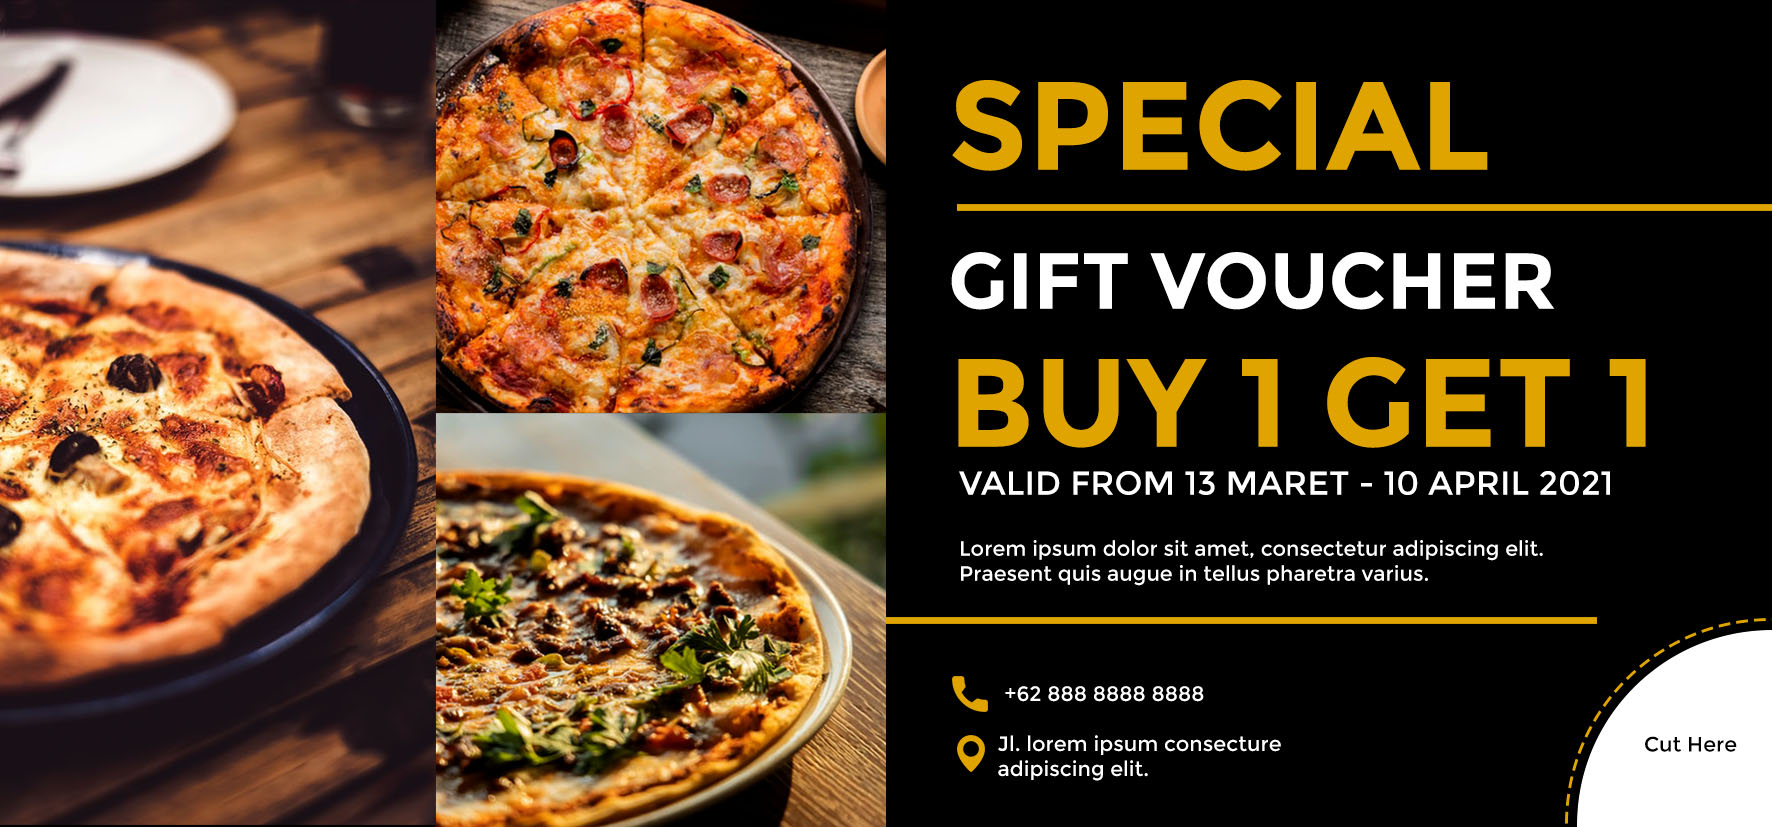 SPECIAL
GIFT VOUCHER
BUY 1 GET 1
VALID FROM 13 MARET - 10 APRIL 2021
Lorem ipsum dolor sit amet, consectetur adipiscing elit.
Praesent quis augue in tellus pharetra varius.
+62 888 8888 8888
Jl. lorem ipsum consecture
adipiscing elit.
Cut Here